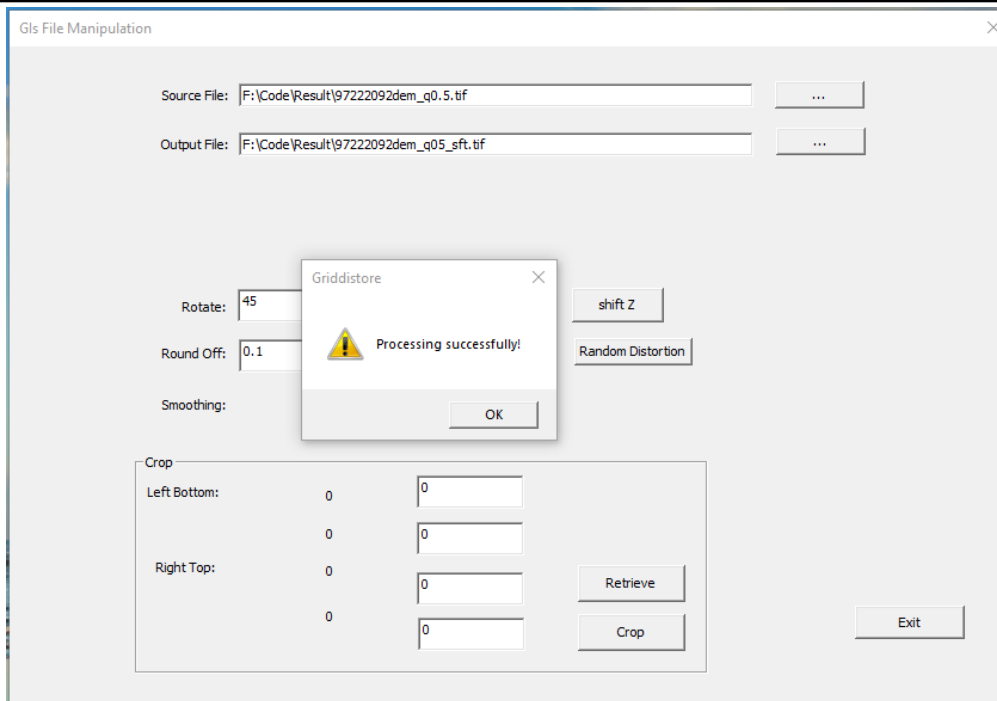 GIs File Manipulation
Source File: F:\Code\Result\97222092dem_q0.5.tif ...
Output File: F:\Code\Result\97222092dem_q05_sft.tif ...
Griddistore
Rotate: 45 shift Z
Processing successfully!
Round Off: 0.1 Random Distortion
Smoothing:
OK
Crop
Left Bottom: 0 0
0 0
Right Top: 0 0
Retrieve
0 0
Crop
Exit